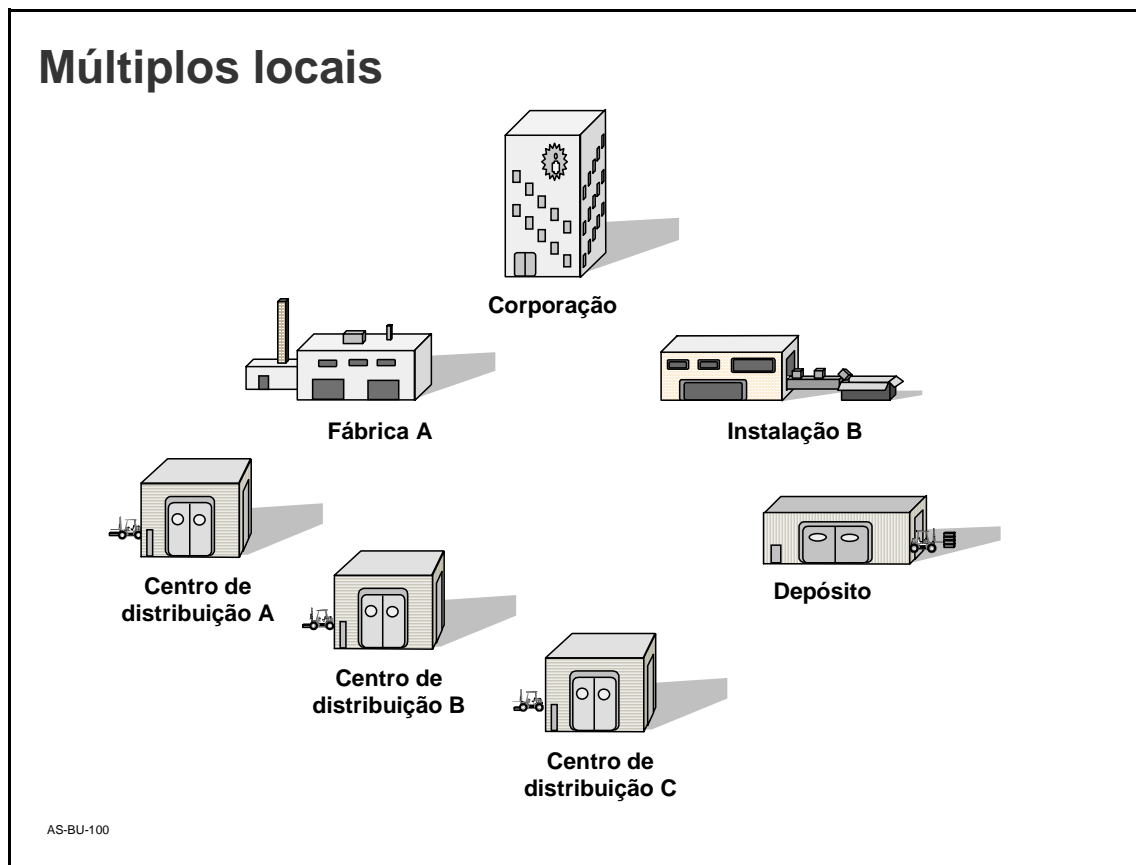 Múltiplos locais
Corporação
Fábrica A
Instalação B
Centro de
distribuição A
Depósito
Centro de
distribuição B
Centro de
distribuição C
AS-BU-100